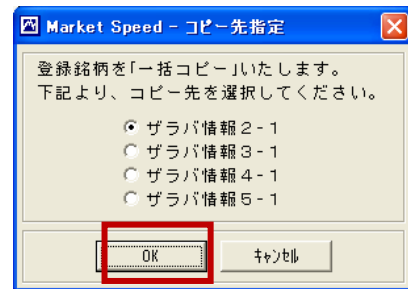 Market Speed - コピー先指定
登録銘柄を「一括コピー」いたします。
下記より、コピー先を選択してください。
ザラバ情報２-１
ザラバ情報３-１
ザラバ情報４-１
ザラバ情報５-１
OK ｷｬﾝｾﾙ